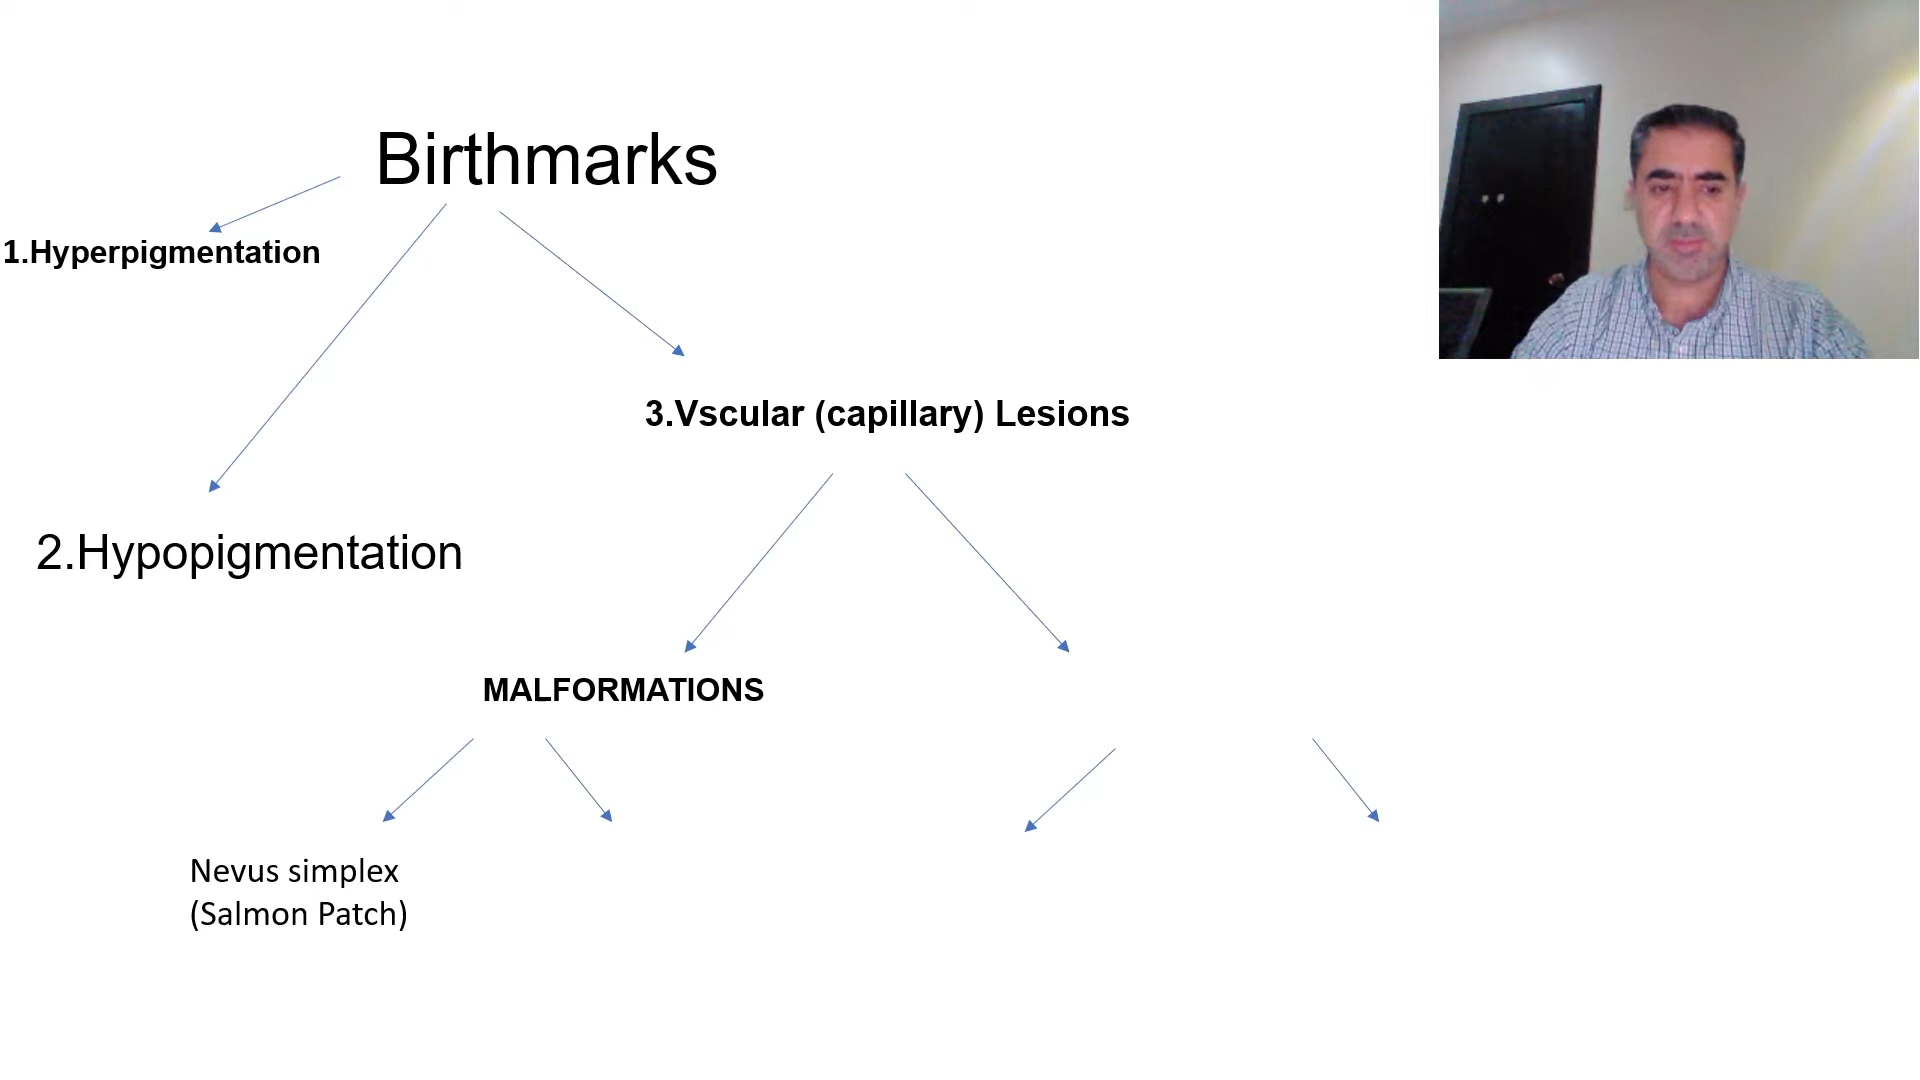 Birthmarks
1.Hyperpigmentation
3.Vscular (capillary) Lesions
2.Hypopigmentation
MALFORMATIONS
Nevus simplex
(Salmon Patch)